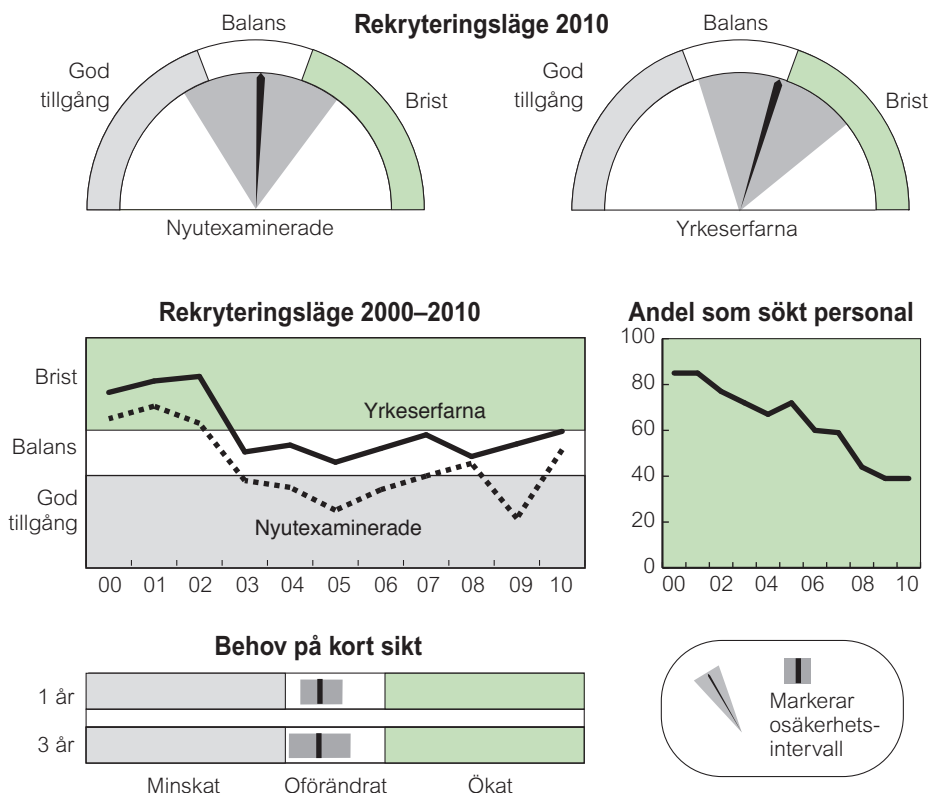 Rekryteringsläge 2010
Balans
God
tillgång
Brist
Nyutexaminerade
Balans
God
tillgång
Brist
Yrkeserfarna
Rekryteringsläge 2000–2010
Brist
Balans
God
tillgång
Yrkeserfarna
Nyutexaminerade
00 01 02 03 04 05 06 07 08 09 10
Andel som sökt personal
100
80
60
40
20
0
00 02 04 06 08 10
Behov på kort sikt
1 år
3 år
Minskat Oförändrat Ökat
Markerar
osäkerhets-
intervall